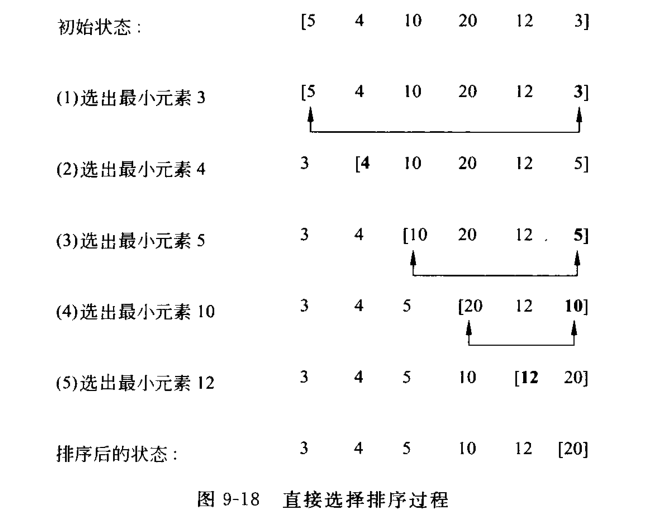 初始状态: [5 4 10 20 12 3]
(1)选出最小元素 3 [5 4 10 20 12 3]
(2)选出最小元素 4 3 [4 10 20 12 5]
(3)选出最小元素 5 3 4 [10 20 12 5]
(4)选出最小元素 10 3 4 5 [20 12 10]
(5)选出最小元素 12 3 4 5 10 [12 20]
排序后的状态: 3 4 5 10 12 [20]
图 9-18 直接选择排序过程